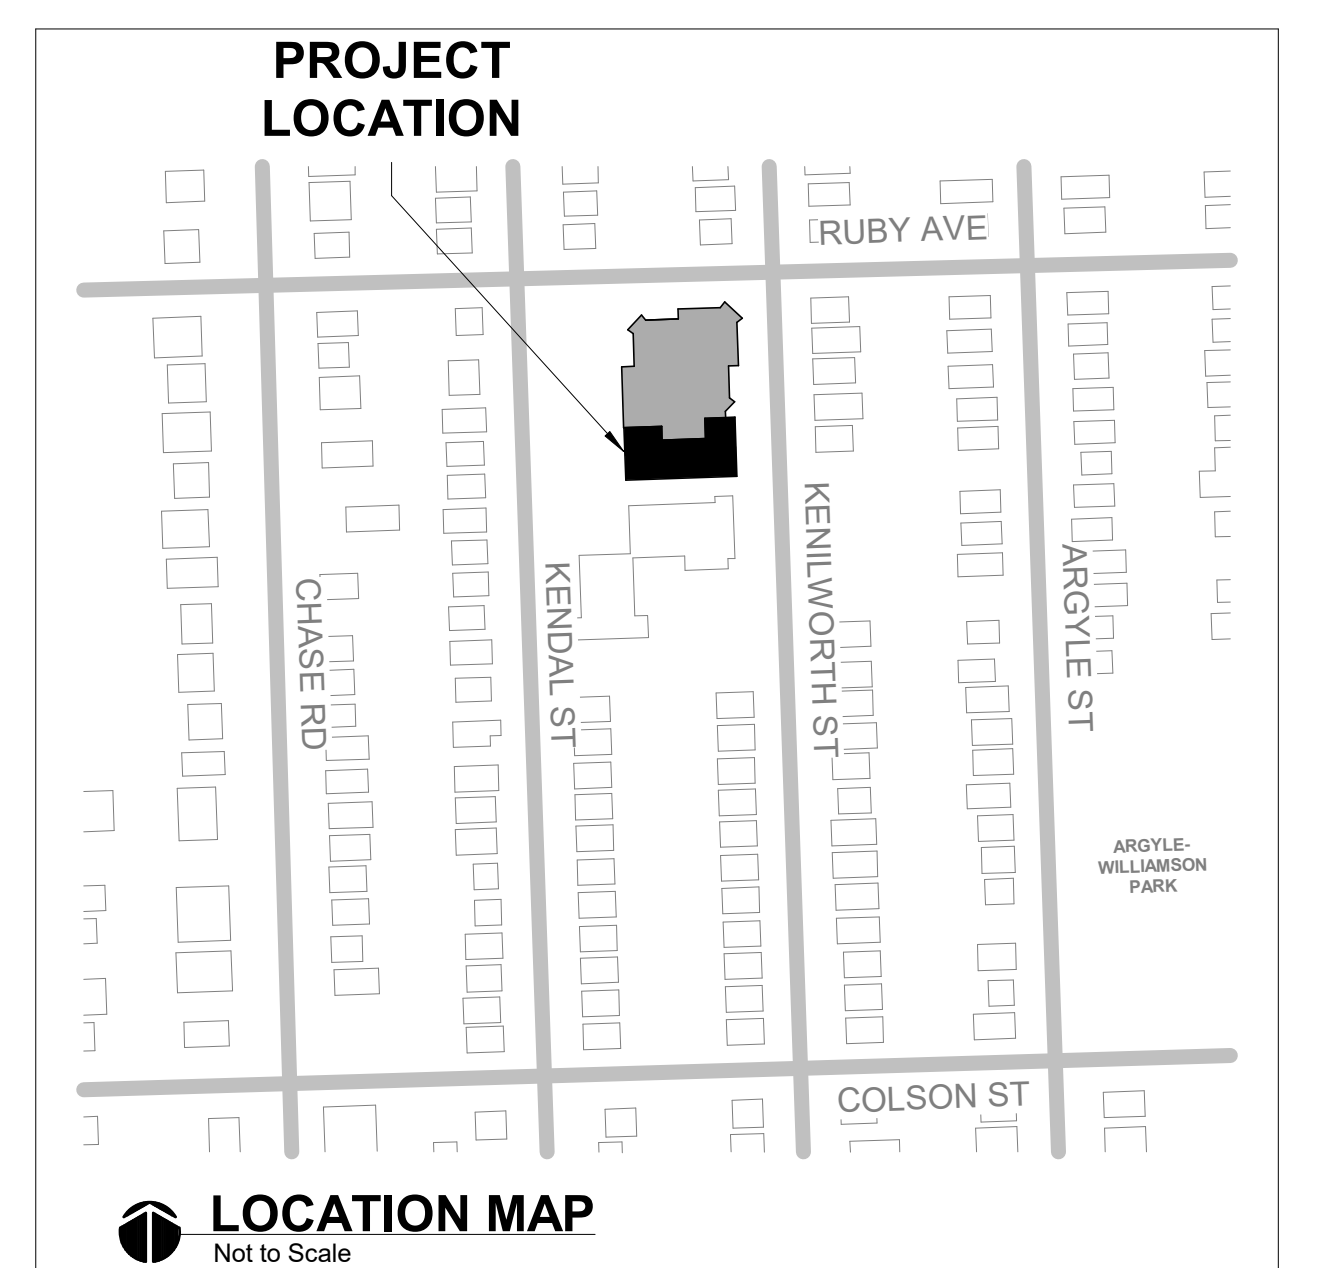 PROJECT
LOCATION
RUBY AVE
CHASE RD
KENDAL ST
KENILWORTH ST
ARGYLE ST
ARGYLE-
WILLIAMSON
PARK
COLSON ST
LOCATION MAP
Not to Scale